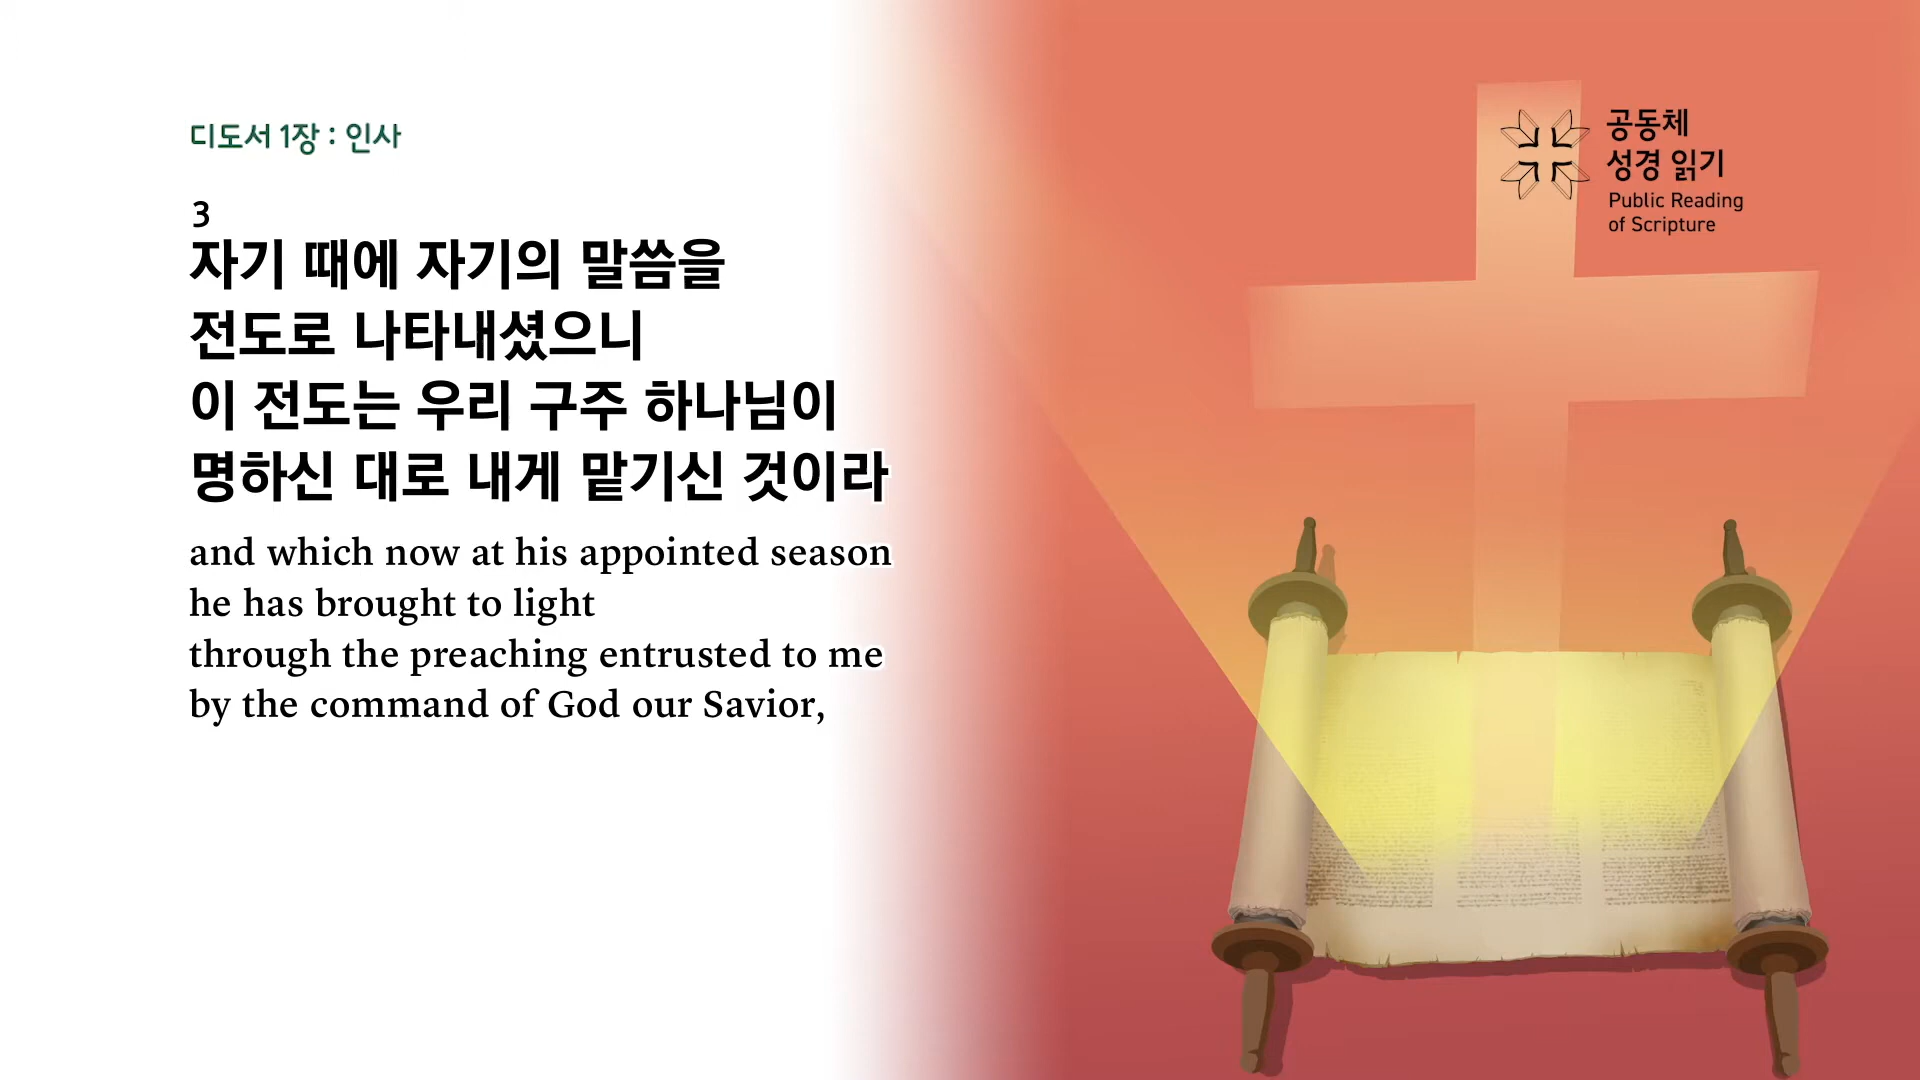 디도서 1장 : 인사
3
자기 때에 자기의 말씀을
전도로 나타내셨으니
이 전도는 우리 구주 하나님이
명하신 대로 내게 맡기신 것이라
and which now at his appointed season
he has brought to light
through the preaching entrusted to me
by the command of God our Savior,
공동체
성경 읽기
Public Reading
of Scripture